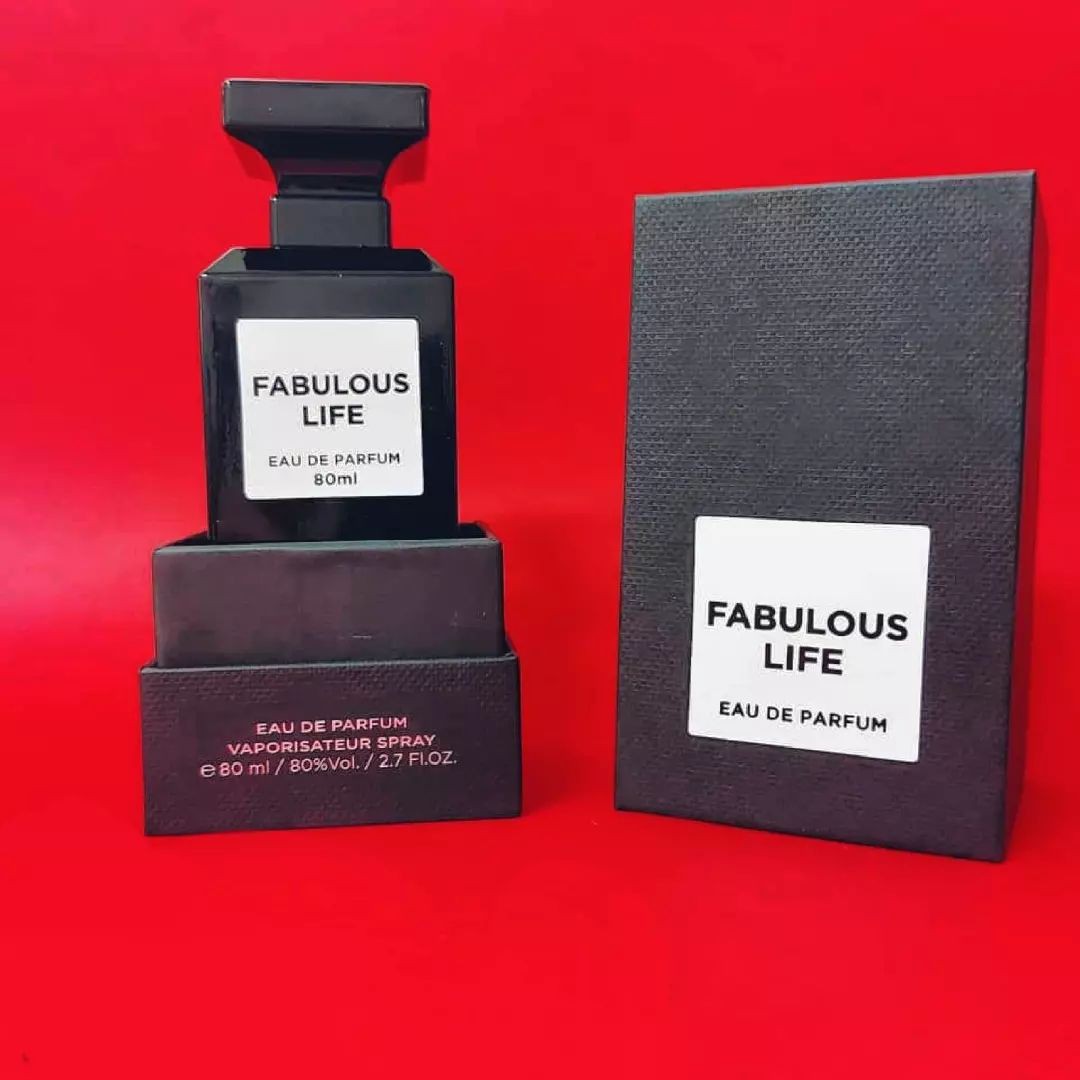 FABULOUS
LIFE
EAU DE PARFUM
80ml
EAU DE PARFUM
VAPORISATEUR SPRAY
℮ 80 ml / 80%Vol. / 2.7 Fl.OZ.
FABULOUS
LIFE
EAU DE PARFUM